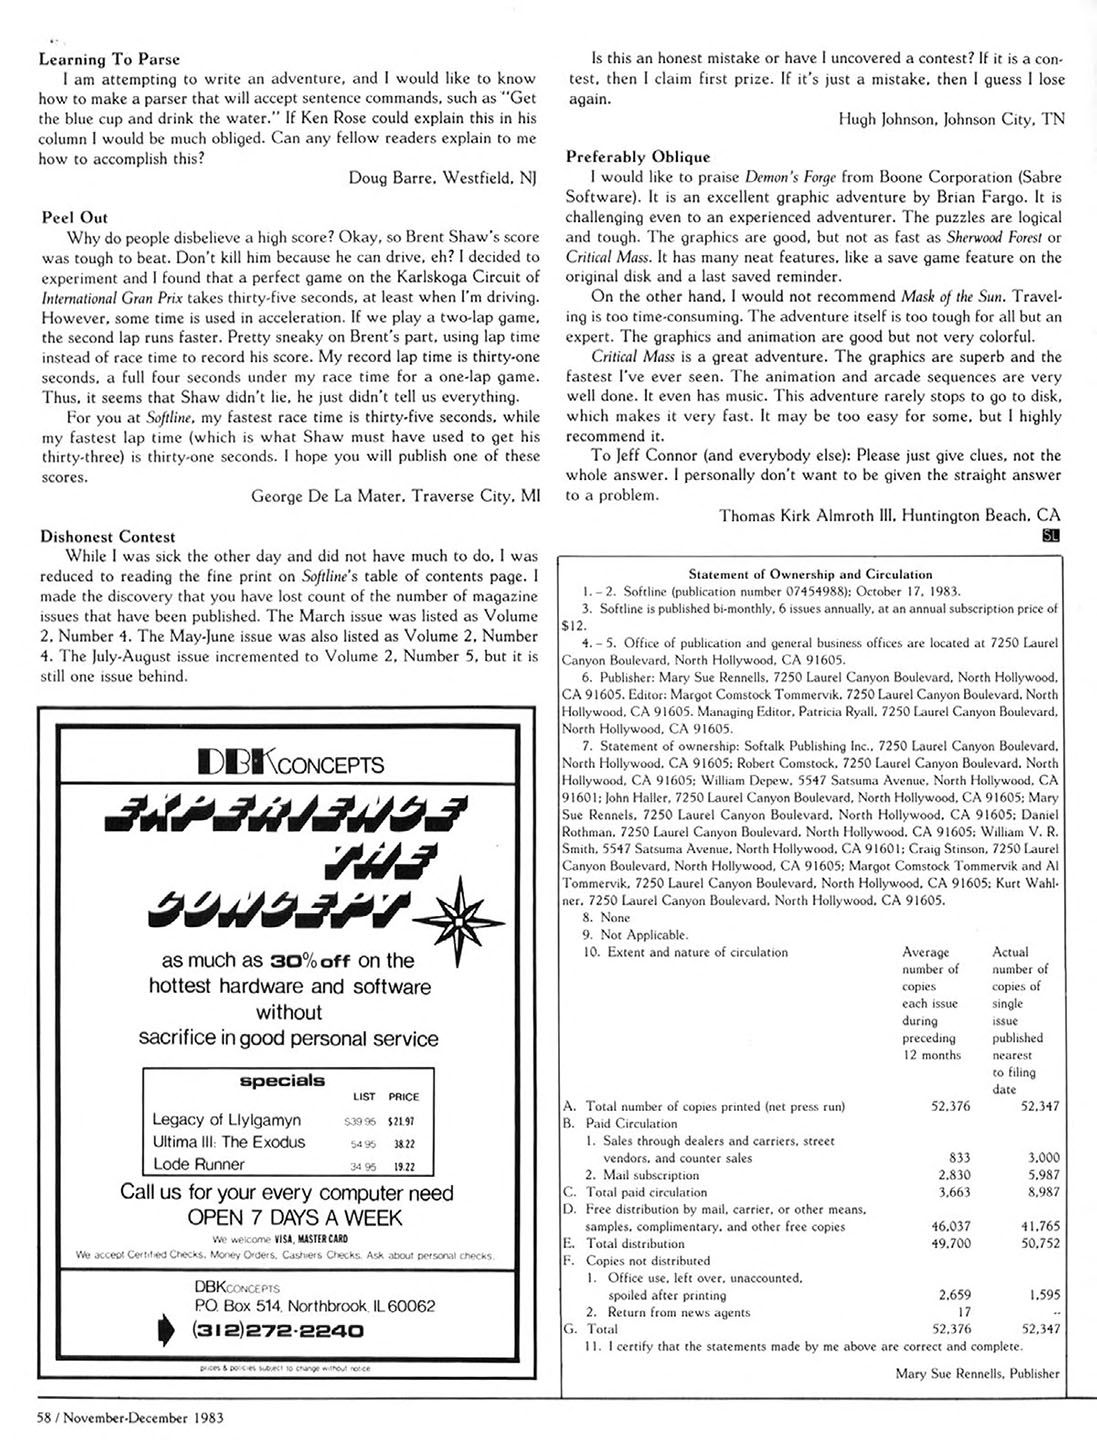 Learning To Parse
I am attempting to write an adventure, and I would like to know
how to make a parser that will accept sentence commands, such as "Get
the blue cup and drink the water." If Ken Rose could explain this in his
column I would be much obliged. Can any fellow readers explain to me
how to accomplish this?
Doug Barre, Westfield, NJ
Peel Out
Why do people disbelieve a high score? Okay, so Brent Shaw's score
was tough to beat. Don't kill him because he can drive, eh? I decided to
experiment and I found that a perfect game on the Karlskoga Circuit of
International Gran Prix takes thirty-five seconds, at least when I'm driving.
However, some time is used in acceleration. If we play a two-lap game,
the second lap runs faster. Pretty sneaky on Brent's part, using lap time
instead of race time to record his score. My record lap time is thirty-one
seconds, a full four seconds under my race time for a one-lap game.
Thus, it seems that Shaw didn't lie, he just didn't tell us everything.
For you at Softline, my fastest race time is thirty-five seconds, while
my fastest lap time (which is what Shaw must have used to get his
thirty-three) is thirty-one seconds. I hope you will publish one of these
scores.
George De La Mater, Traverse City, MI
Dishonest Contest
While I was sick the other day and did not have much to do, I was
reduced to reading the fine print on Softline's table of contents page. I
made the discovery that you have lost count of the number of magazine
issues that have been published. The March issue was listed as Volume
2, Number 4. The May-June issue was also listed as Volume 2, Number
4. The July-August issue incremented to Volume 2, Number 5, but it is
still one issue behind.
Is this an honest mistake or have I uncovered a contest? If it is a con-
test, then I claim first prize. If it's just a mistake, then I guess I lose
again.
Hugh Johnson, Johnson City, TN
Preferably Oblique
I would like to praise Demon's Forge from Boone Corporation (Sabre
Software). It is an excellent graphic adventure by Brian Fargo. It is
challenging even to an experienced adventurer. The puzzles are logical
and tough. The graphics are good, but not as fast as Sherwood Forest or
Critical Mass. It has many neat features, like a save game feature on the
original disk and a last saved reminder.
On the other hand, I would not recommend Mask of the Sun. Travel-
ing is too time-consuming. The adventure itself is too tough for all but an
expert. The graphics and animation are good but not very colorful.
Critical Mass is a great adventure. The graphics are superb and the
fastest I've ever seen. The animation and arcade sequences are very
well done. It even has music. This adventure rarely stops to go to disk,
which makes it very fast. It may be too easy for some, but I highly
recommend it.
To Jeff Connor (and everybody else): Please just give clues, not the
whole answer. I personally don't want to be given the straight answer
to a problem.
Thomas Kirk Almroth III, Huntington Beach, CA
SL
DBK CONCEPTS
EXPERIENCE
THE
CONCEPT
as much as 30% off on the
hottest hardware and software
without
sacrifice in good personal service
specials
LIST PRICE
Legacy of Llylgamyn $39.95 $21.97
Ultima III: The Exodus 54.95 38.22
Lode Runner 34.95 19.22
Call us for your every computer need
OPEN 7 DAYS A WEEK
We welcome VISA, MASTER CARD
We accept Certified Checks, Money Orders, Cashiers Checks. Ask about personal checks.
DBK CONCEPTS
P.O. Box 514, Northbrook, IL 60062
(312)272-2240
prices & policies subject to change without notice
Statement of Ownership and Circulation
1. – 2. Softline (publication number 07454988); October 17, 1983.
3. Softline is published bi-monthly, 6 issues annually, at an annual subscription price of
$12.
4. – 5. Office of publication and general business offices are located at 7250 Laurel
Canyon Boulevard, North Hollywood, CA 91605.
6. Publisher: Mary Sue Rennells, 7250 Laurel Canyon Boulevard, North Hollywood,
CA 91605. Editor: Margot Comstock Tommervik, 7250 Laurel Canyon Boulevard, North
Hollywood, CA 91605. Managing Editor, Patricia Ryall, 7250 Laurel Canyon Boulevard,
North Hollywood, CA 91605.
7. Statement of ownership: Softalk Publishing Inc., 7250 Laurel Canyon Boulevard,
North Hollywood, CA 91605; Robert Comstock, 7250 Laurel Canyon Boulevard, North
Hollywood, CA 91605; William Depew, 5547 Satsuma Avenue, North Hollywood, CA
91601; John Haller, 7250 Laurel Canyon Boulevard, North Hollywood, CA 91605; Mary
Sue Rennels, 7250 Laurel Canyon Boulevard, North Hollywood, CA 91605; Daniel
Rothman, 7250 Laurel Canyon Boulevard, North Hollywood, CA 91605; William V. R.
Smith, 5547 Satsuma Avenue, North Hollywood, CA 91601; Craig Stinson, 7250 Laurel
Canyon Boulevard, North Hollywood, CA 91605; Margot Comstock Tommervik and Al
Tommervik, 7250 Laurel Canyon Boulevard, North Hollywood, CA 91605; Kurt Wahl-
ner, 7250 Laurel Canyon Boulevard, North Hollywood, CA 91605.
8. None
9. Not Applicable.
10. Extent and nature of circulation Average Actual
number of number of
copies copies of
each issue single
during issue
preceding published
12 months nearest
to filing
date
A. Total number of copies printed (net press run) 52,376 52,347
B. Paid Circulation
1. Sales through dealers and carriers, street
vendors, and counter sales 833 3,000
2. Mail subscription 2,830 5,987
C. Total paid circulation 3,663 8,987
D. Free distribution by mail, carrier, or other means,
samples, complimentary, and other free copies 46,037 41,765
E. Total distribution 49,700 50,752
F. Copies not distributed
1. Office use, left over, unaccounted,
spoiled after printing 2,659 1,595
2. Return from news agents 17 --
G. Total 52,376 52,347
11. I certify that the statements made by me above are correct and complete.
Mary Sue Rennells, Publisher
58 / November-December 1983